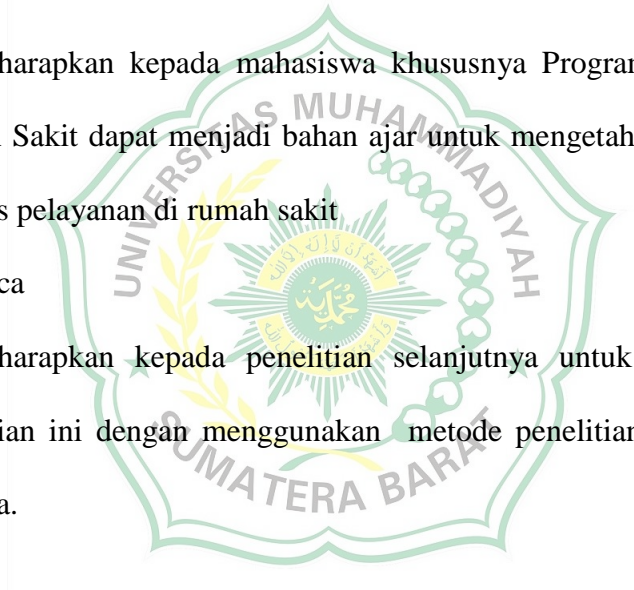 harapkan kepada mahasiswa khususnya Program
Sakit dapat menjadi bahan ajar untuk mengetah
s pelayanan di rumah sakit
ca
harapkan kepada penelitian selanjutnya untuk
ian ini dengan menggunakan metode penelitian
a.
UNIVERSITAS MUHAMMADIYAH
SUMATERA BARAT
محمدية